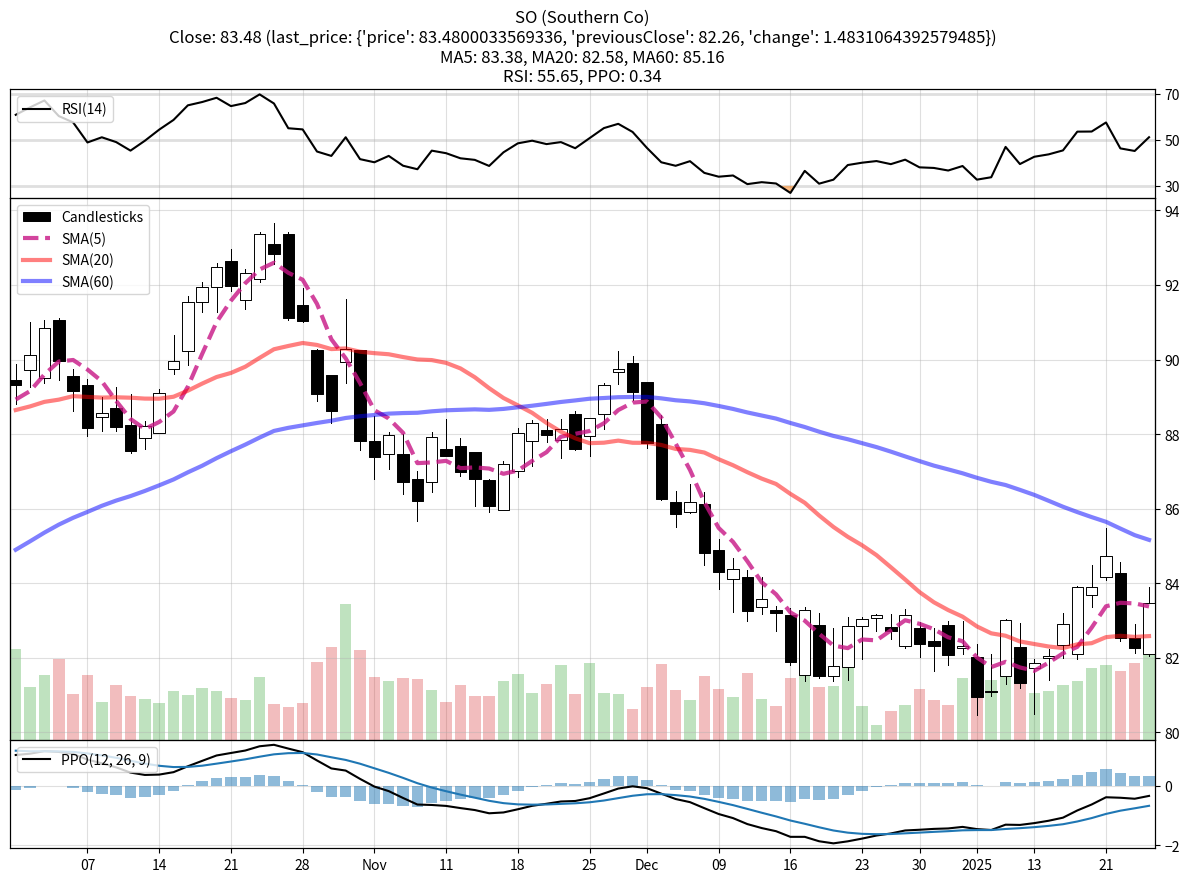 SO (Southern Co)
Close: 83.48 (last_price: {'price': 83.4800033569336, 'previousClose': 82.26, 'change': 1.4831064392579485})
MA5: 83.38, MA20: 82.58, MA60: 85.16
RSI: 55.65, PPO: 0.34
RSI(14)
70
50
30
Candlesticks
SMA(5)
SMA(20)
SMA(60)
94
92
90
88
86
84
82
80
PPO(12, 26, 9)
0
−2
07 14 21 28 Nov 11 18 25 Dec 09 16 23 30 2025 13 21